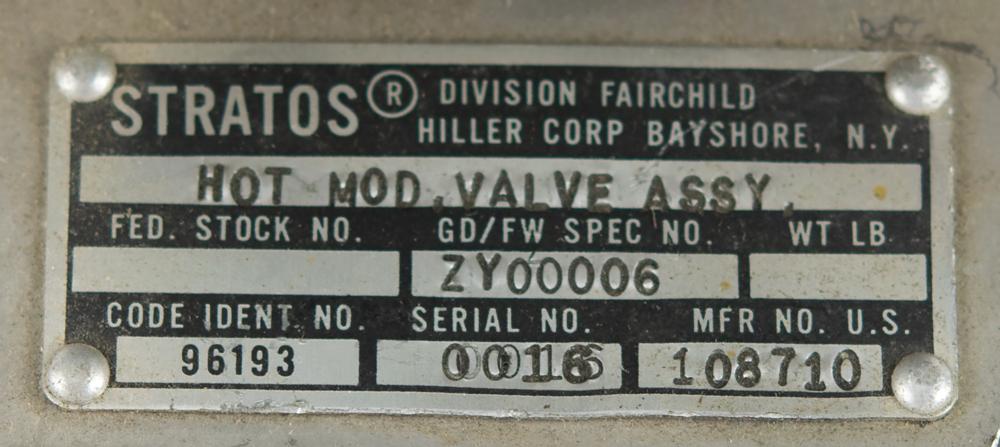 STRATOS® DIVISION FAIRCHILD
HILLER CORP BAYSHORE, N.Y.
HOT MOD. VALVE ASSY.
FED. STOCK NO. GD/FW SPEC NO. WT LB
ZY00006
CODE IDENT NO. SERIAL NO. MFR NO. U.S.
96193 0016 108710